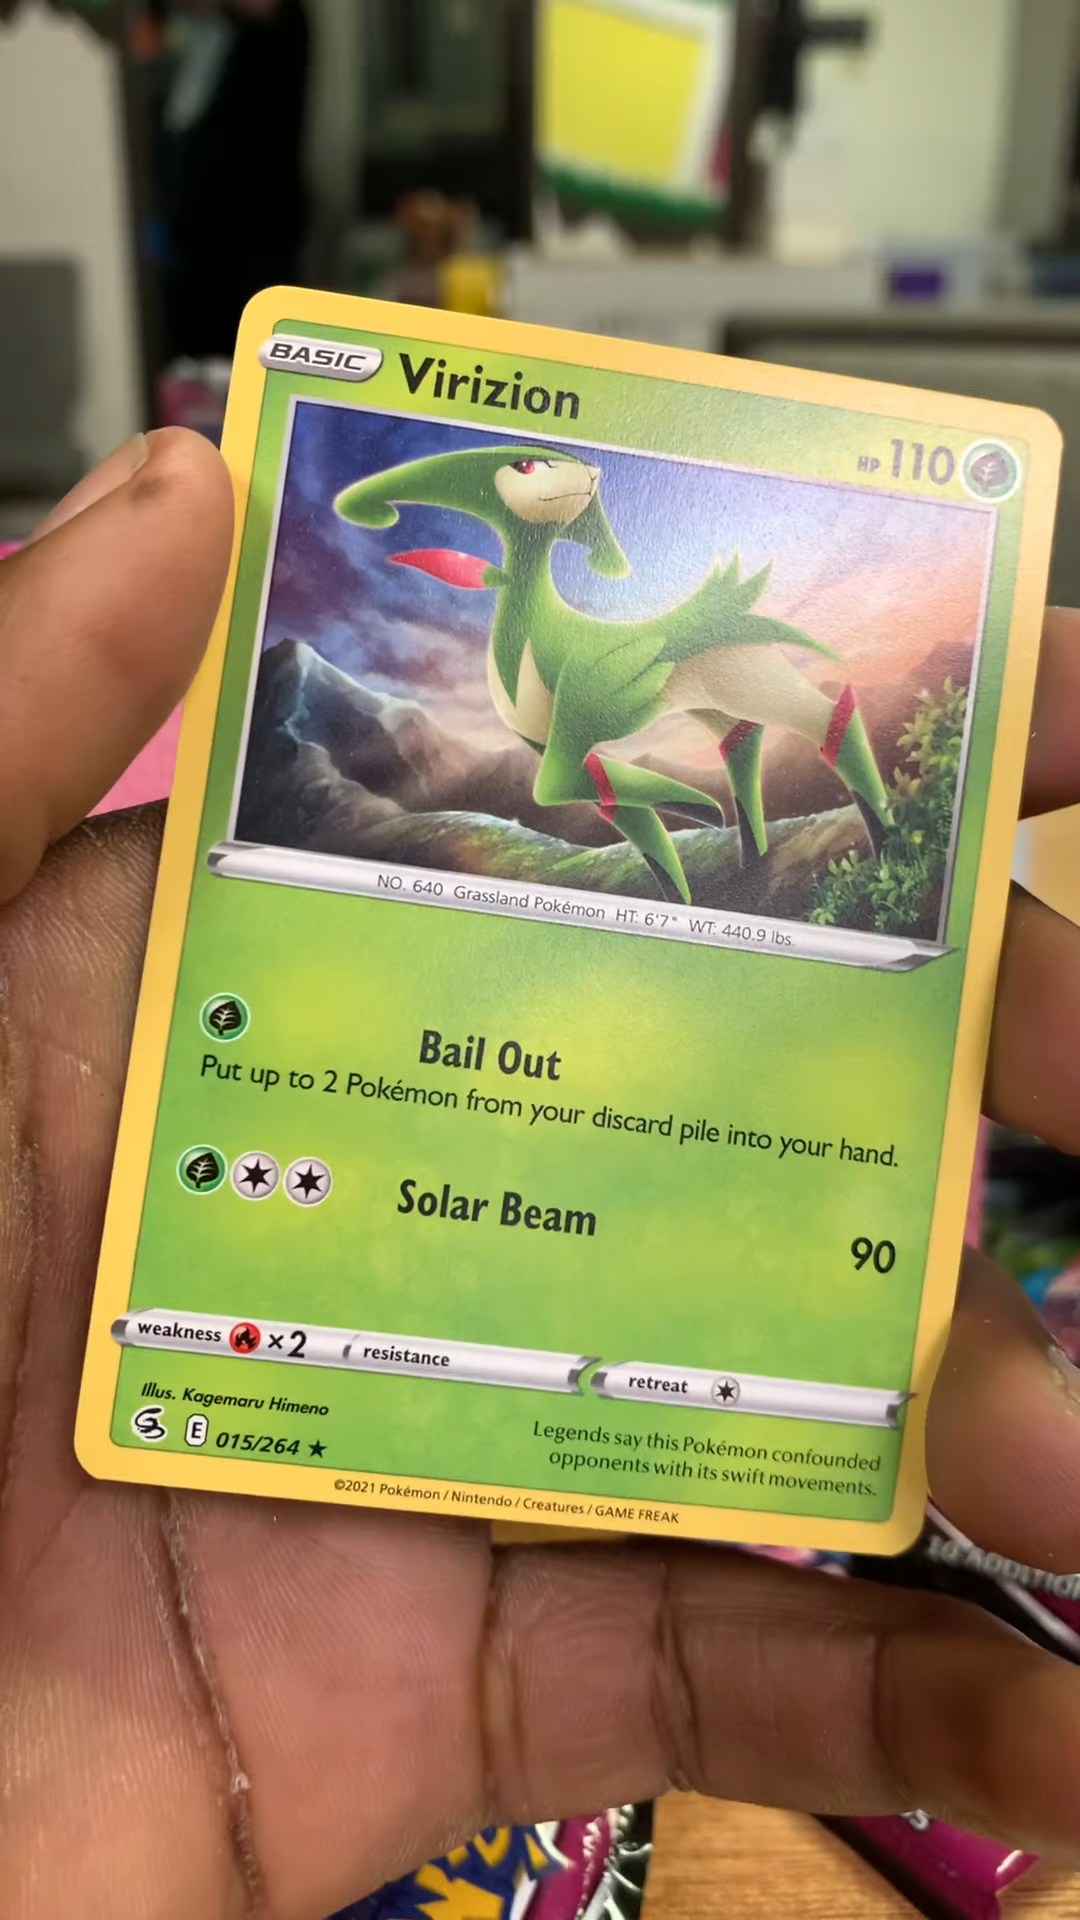 BASIC Virizion
HP 110
NO. 640 Grassland Pokémon HT: 6'7" WT: 440.9 lbs.
Bail Out
Put up to 2 Pokémon from your discard pile into your hand.
Solar Beam
90
weakness ×2 resistance
retreat
Illus. Kagemaru Himeno
E 015/264 ★
Legends say this Pokémon confounded
opponents with its swift movements.
©2021 Pokémon / Nintendo / Creatures / GAME FREAK
10 ADDITION